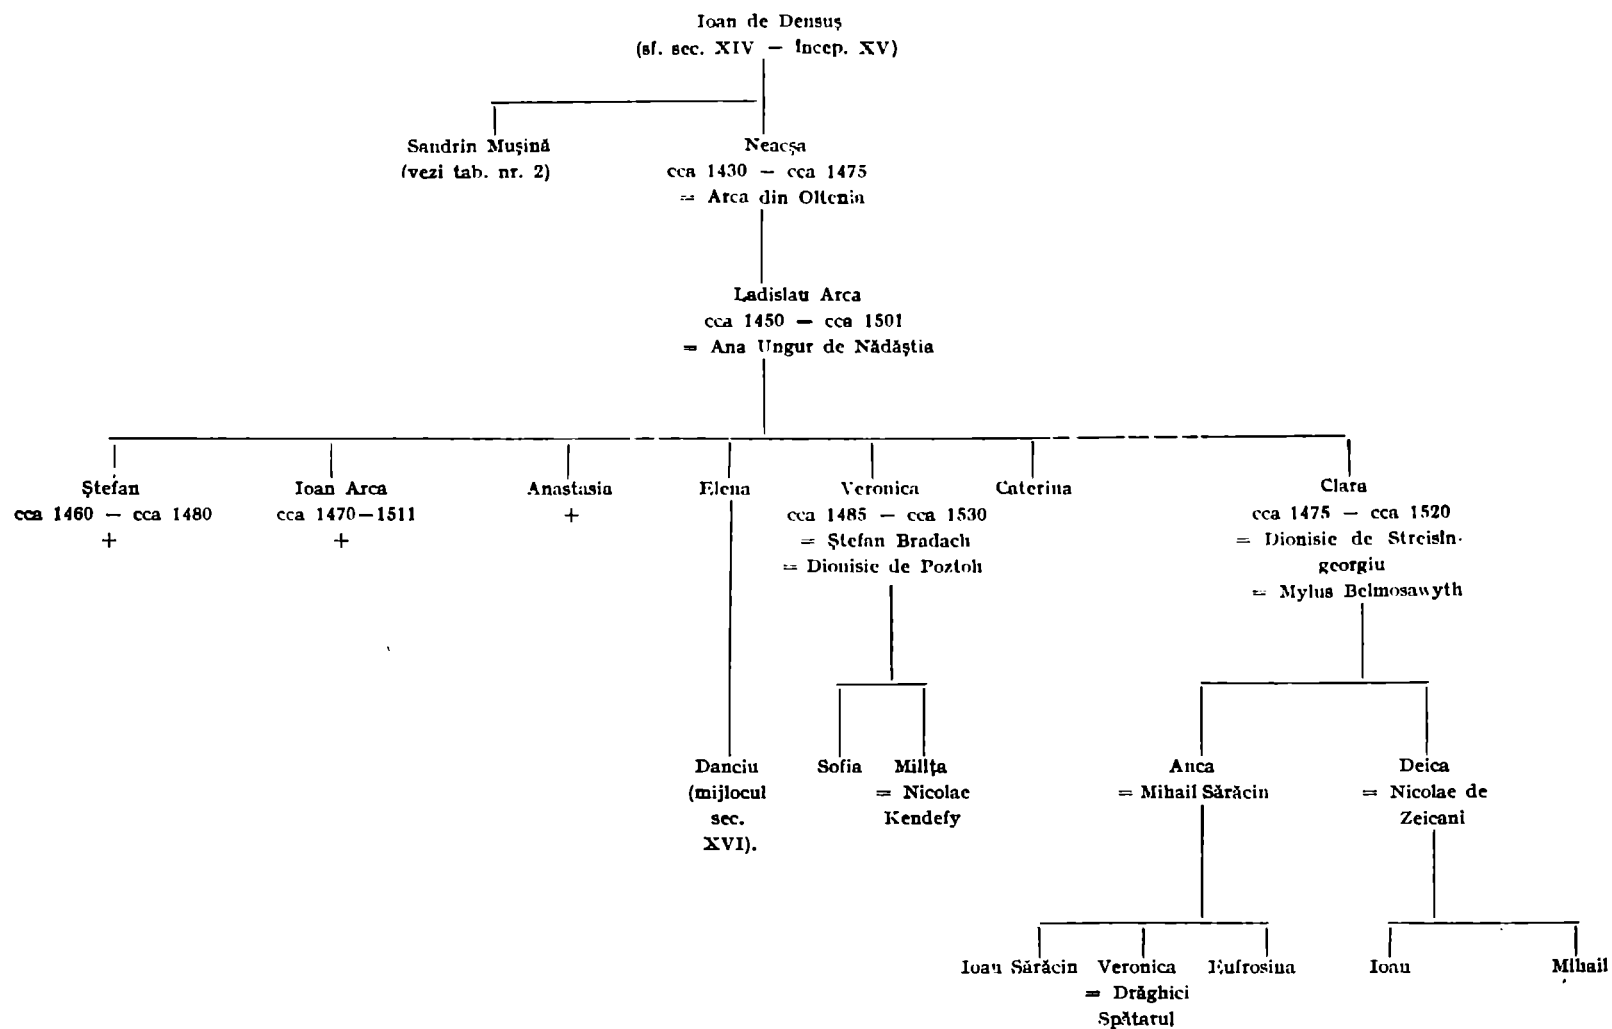 Ioan de Densuș
(sf. sec. XIV — încep. XV)
Sandrin Mușină
(vezi tab. nr. 2)
Neacșa
cca 1430 — cca 1475
= Arca din Oltenia
Ladislau Arca
cca 1450 — cca 1501
= Ana Ungur de Nădăștia
Ștefan
cca 1460 — cca 1480
+
Ioan Arca
cca 1470—1511
+
Anastasia
+
Elena
Veronica
cca 1485 — cca 1530
= Ștefan Bradach
= Dionisie de Poztoh
Caterina
Clara
cca 1475 — cca 1520
= Dionisie de Streisîn-
georgiu
= Mylus Belmosawyth
Danciu
(mijlocul
sec.
XVI).
Sofia
Milița
= Nicolae
Kendefy
Anca
= Mihail Sărăcin
Deica
= Nicolae de
Zeicani
Ioan Sărăcin
Veronica
= Drăghici
Spătarul
Eufrosina
Ioan
Mihail